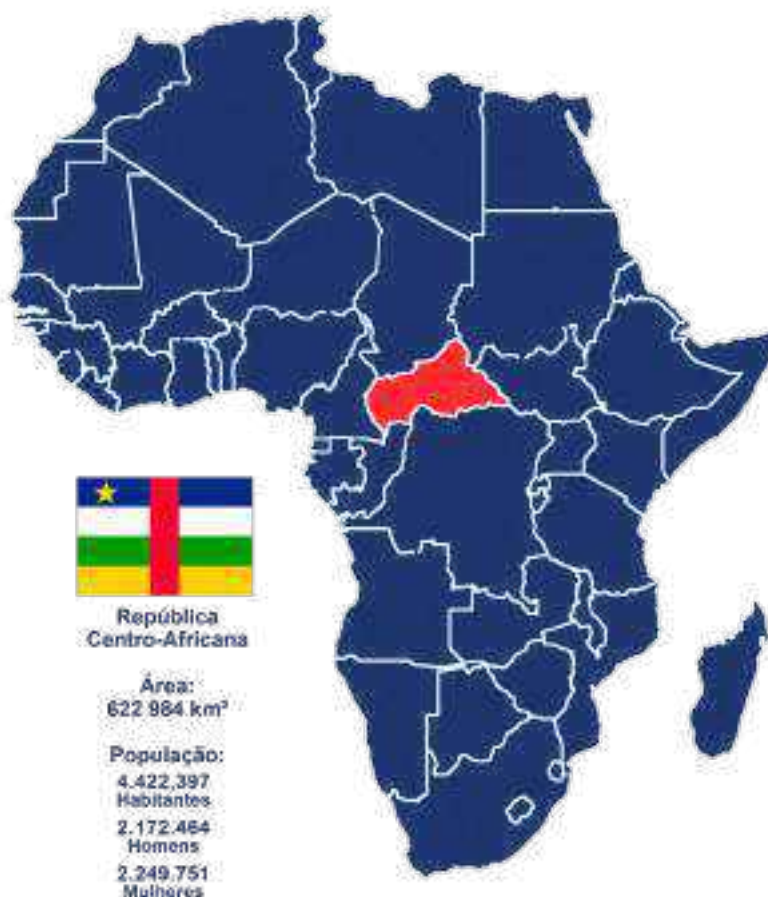 República
Centro-Africana
Área:
622 984 km²
População:
4.422,397
Habitantes
2.172.464
Homens
2.249.751
Mulheres